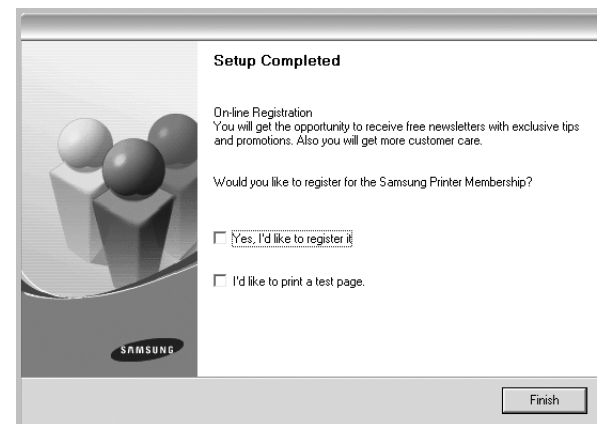 Setup Completed
On-line Registration
You will get the opportunity to receive free newsletters with exclusive tips
and promotions. Also you will get more customer care.
Would you like to register for the Samsung Printer Membership?
Yes, I'd like to register it
I'd like to print a test page.
SAMSUNG
Finish